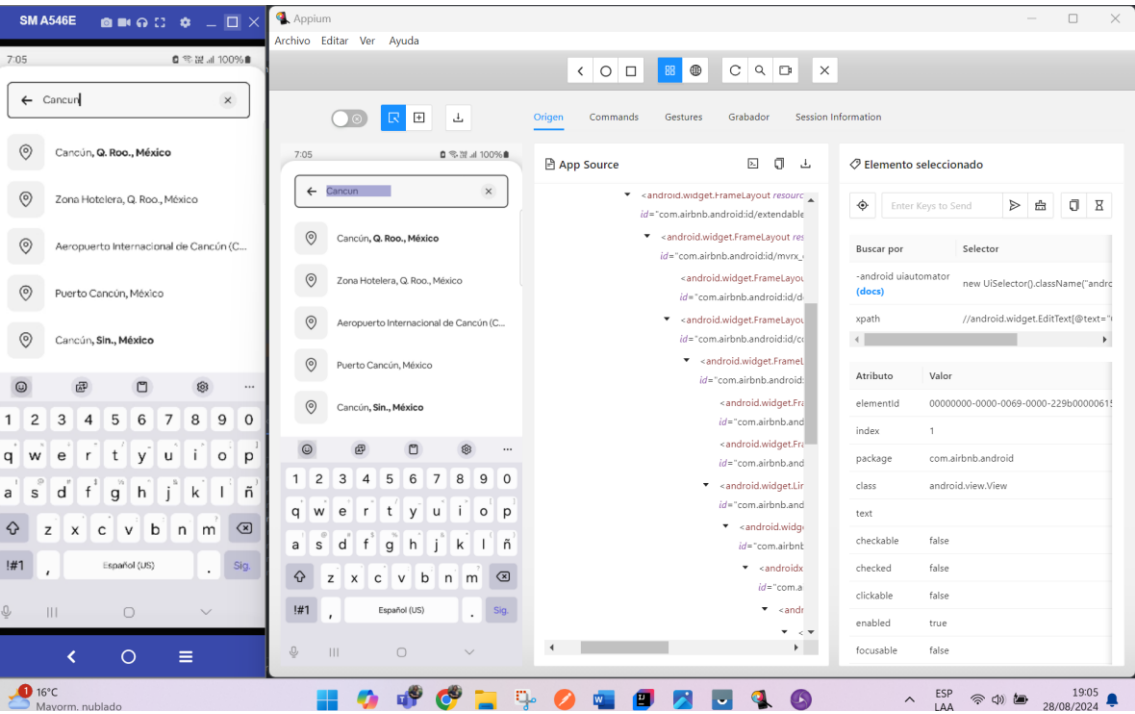 SM A546E
7:05
100%
Cancun
Cancún, Q. Roo., México
Zona Hotelera, Q. Roo., México
Aeropuerto Internacional de Cancún (C...
Puerto Cancún, México
Cancún, Sin., México
1 2 3 4 5 6 7 8 9 0
q w e r t y u i o p
a s d f g h j k l ñ
z x c v b n m
!#1 , Español (US) . Sig.
Appium
Archivo Editar Ver Ayuda
Origen Commands Gestures Grabador Session Information
7:05
100%
Cancun
Cancún, Q. Roo., México
Zona Hotelera, Q. Roo., México
Aeropuerto Internacional de Cancún (C...
Puerto Cancún, México
Cancún, Sin., México
1 2 3 4 5 6 7 8 9 0
q w e r t y u i o p
a s d f g h j k l ñ
z x c v b n m
!#1 , Español (US) . Sig.
App Source
<android.widget.FrameLayout resourc
id="com.airbnb.android:id/extendable
<android.widget.FrameLayout res
id="com.airbnb.android:id/mvrx_
<android.widget.FrameLayou
id="com.airbnb.android:id/d
<android.widget.FrameLayou
id="com.airbnb.android:id/co
<android.widget.FrameL
id="com.airbnb.android:
<android.widget.Fra
id="com.airbnb.and
<android.widget.Fra
id="com.airbnb.and
<android.widget.Lin
id="com.airbnb.and
<android.widg
id="com.airbnb
<androidx
id="com.a
<andr
<
Elemento seleccionado
Enter Keys to Send
Buscar por Selector
-android uiautomator (docs) new UiSelector().className("andro
xpath //android.widget.EditText[@text="
Atributo Valor
elementId 00000000-0000-0069-0000-229b00000615
index 1
package com.airbnb.android
class android.view.View
text
checkable false
checked false
clickable false
enabled true
focusable false
1
16°C
Mayorm. nublado
ESP
LAA
19:05
28/08/2024